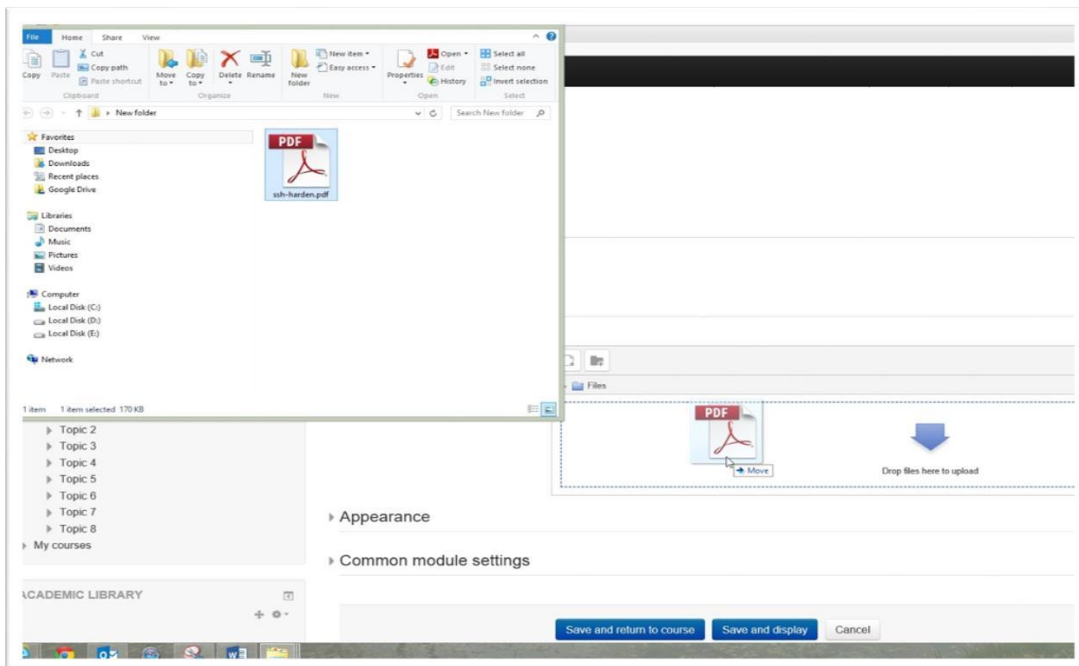 File Home Share View
Copy
Paste
Cut
Copy path
Paste shortcut
Move to
Copy to
Delete
Rename
New folder
New item
Easy access
Properties
Open
Edit
History
Select all
Select none
Invert selection
Clipboard Organize New Open Select
New folder
Search New folder
Favorites
Desktop
Downloads
Recent places
Google Drive
Libraries
Documents
Music
Pictures
Videos
Computer
Local Disk (C:)
Local Disk (D:)
Local Disk (E:)
Network
PDF
ssh-harden.pdf
1 item 1 item selected 170 KB
Files
PDF
Move
Drop files here to upload
Topic 2
Topic 3
Topic 4
Topic 5
Topic 6
Topic 7
Topic 8
My courses
Appearance
Common module settings
ACADEMIC LIBRARY
Save and return to course Save and display Cancel